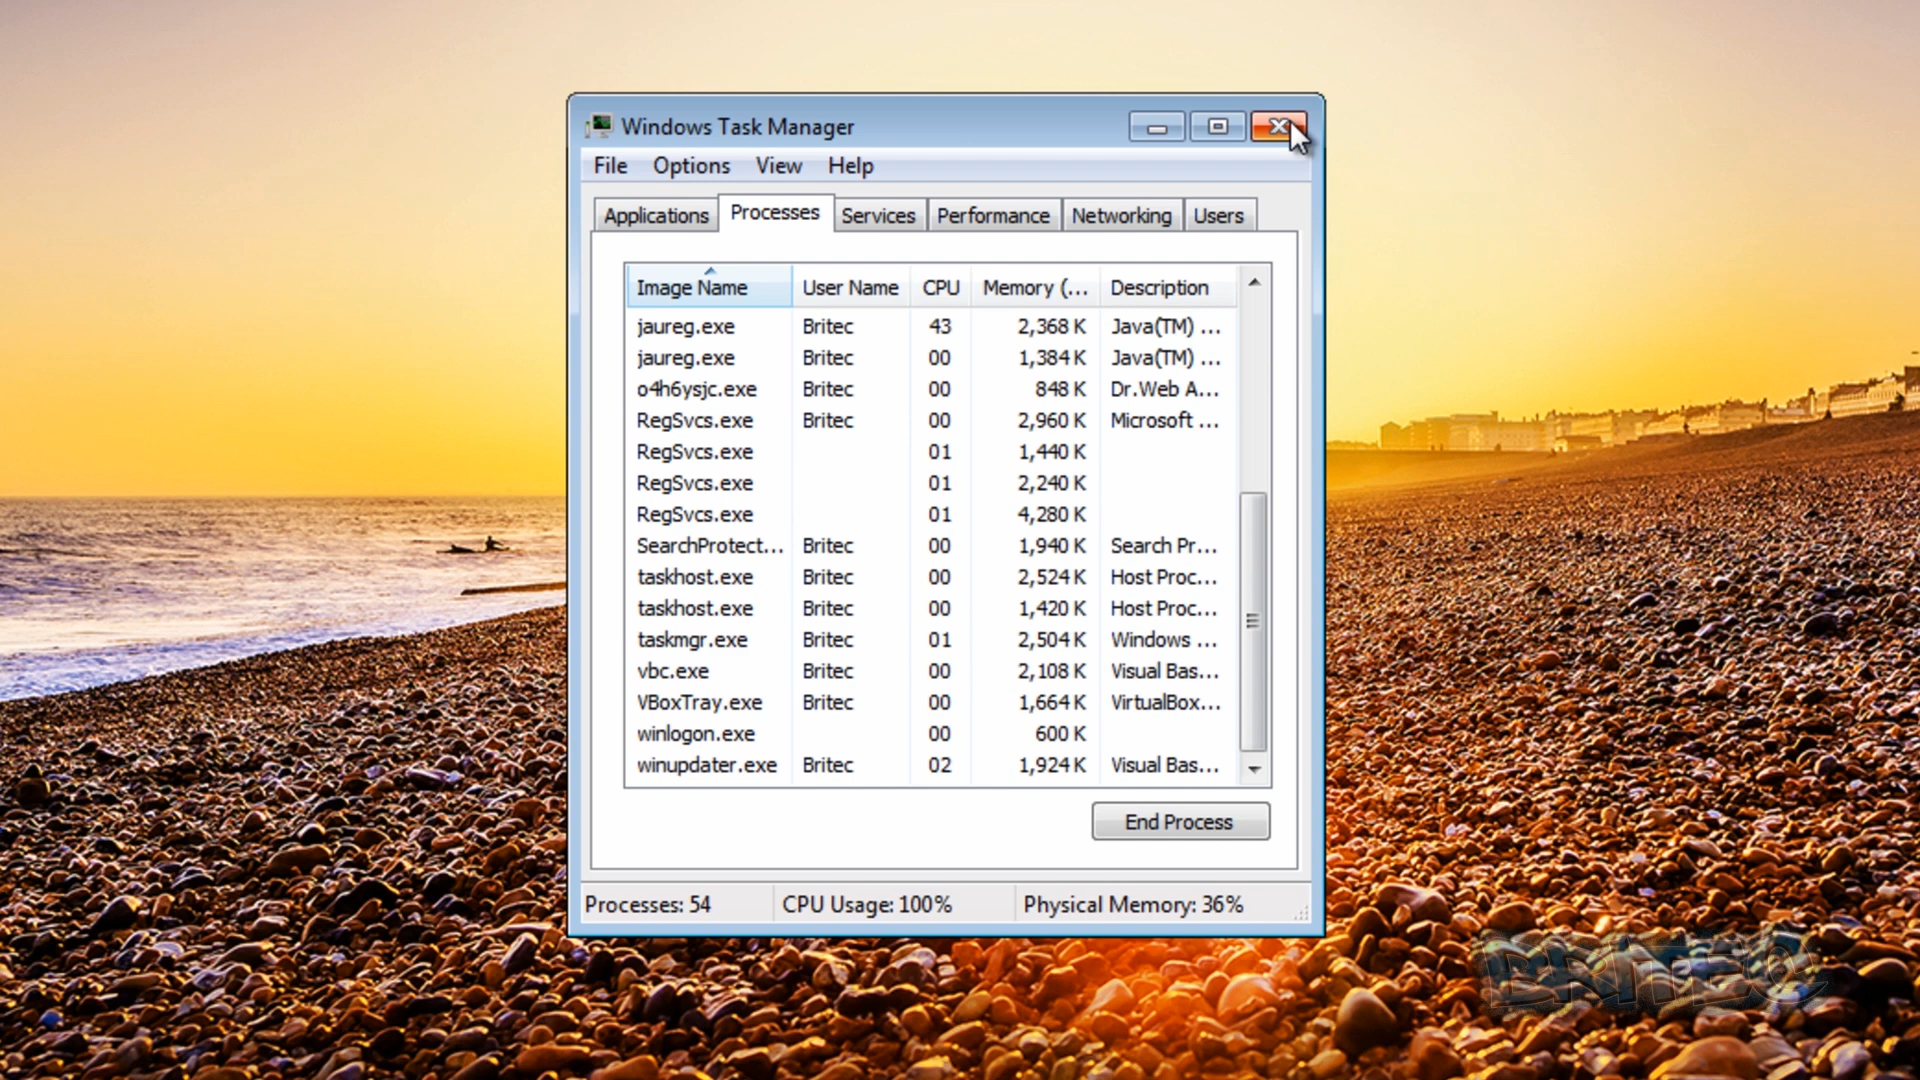 Windows Task Manager
File Options View Help
Applications Processes Services Performance Networking Users
Image Name User Name CPU Memory (... Description
jaureg.exe Britec 43 2,368 K Java(TM) ...
jaureg.exe Britec 00 1,384 K Java(TM) ...
o4h6ysjc.exe Britec 00 848 K Dr.Web A...
RegSvcs.exe Britec 00 2,960 K Microsoft ...
RegSvcs.exe 01 1,440 K
RegSvcs.exe 01 2,240 K
RegSvcs.exe 01 4,280 K
SearchProtect... Britec 00 1,940 K Search Pr...
taskhost.exe Britec 00 2,524 K Host Proc...
taskhost.exe Britec 00 1,420 K Host Proc...
taskmgr.exe Britec 01 2,504 K Windows ...
vbc.exe Britec 00 2,108 K Visual Bas...
VBoxTray.exe Britec 00 1,664 K VirtualBox...
winlogon.exe 00 600 K
winupdater.exe Britec 02 1,924 K Visual Bas...
End Process
Processes: 54 CPU Usage: 100% Physical Memory: 36%
BRITEC